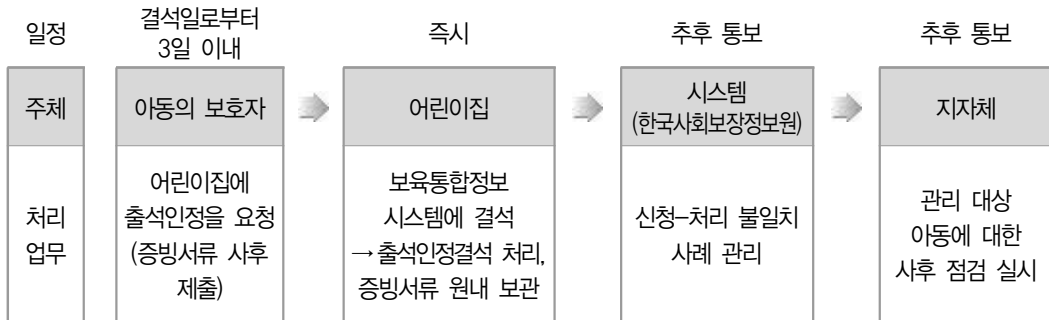 일정
결석일로부터
3일 이내
즉시
추후 통보
추후 통보
주체
아동의 보호자
어린이집
시스템
(한국사회보장정보원)
지자체
처리
업무
어린이집에
출석인정을 요청
(증빙서류 사후
제출)
보육통합정보
시스템에 결석
→출석인정결석 처리,
증빙서류 원내 보관
신청-처리 불일치
사례 관리
관리 대상
아동에 대한
사후 점검 실시